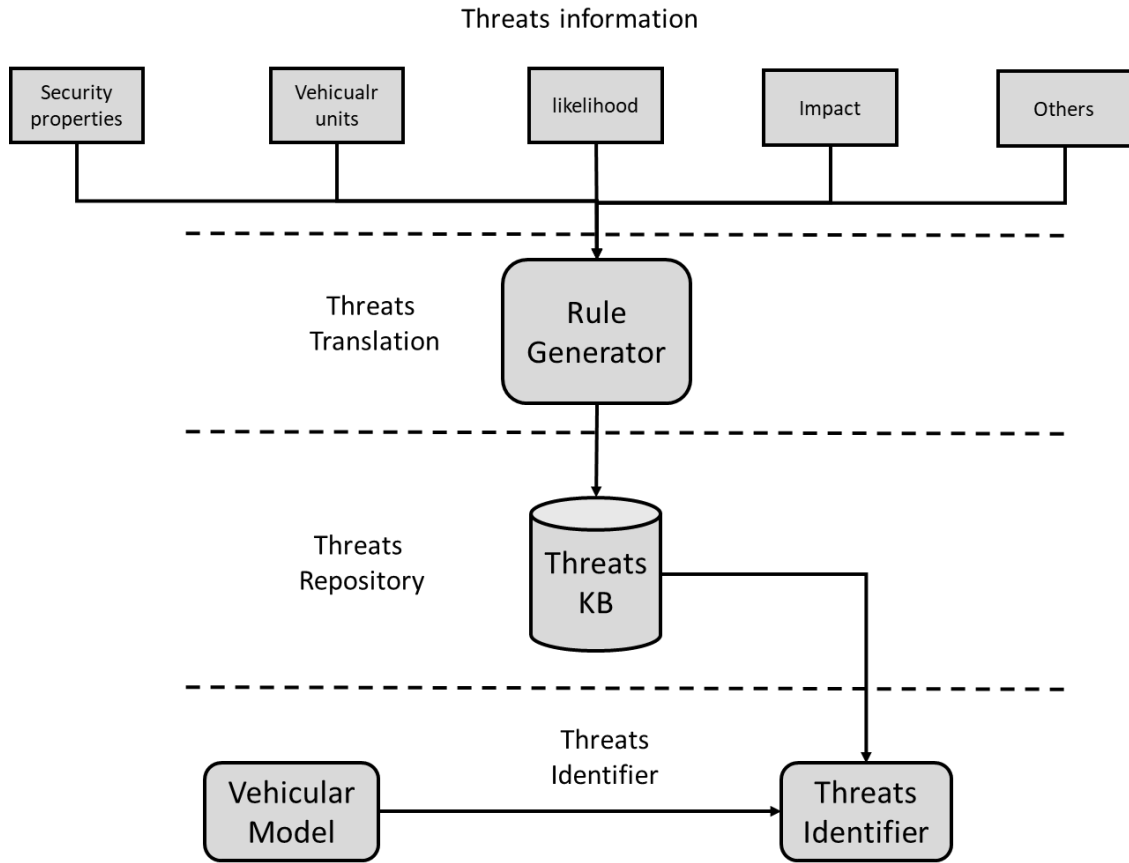 Threats information
Security
properties
Vehicualr
units
likelihood
Impact
Others
Threats
Translation
Rule
Generator
Threats
Repository
Threats
KB
Threats
Identifier
Vehicular
Model
Threats
Identifier